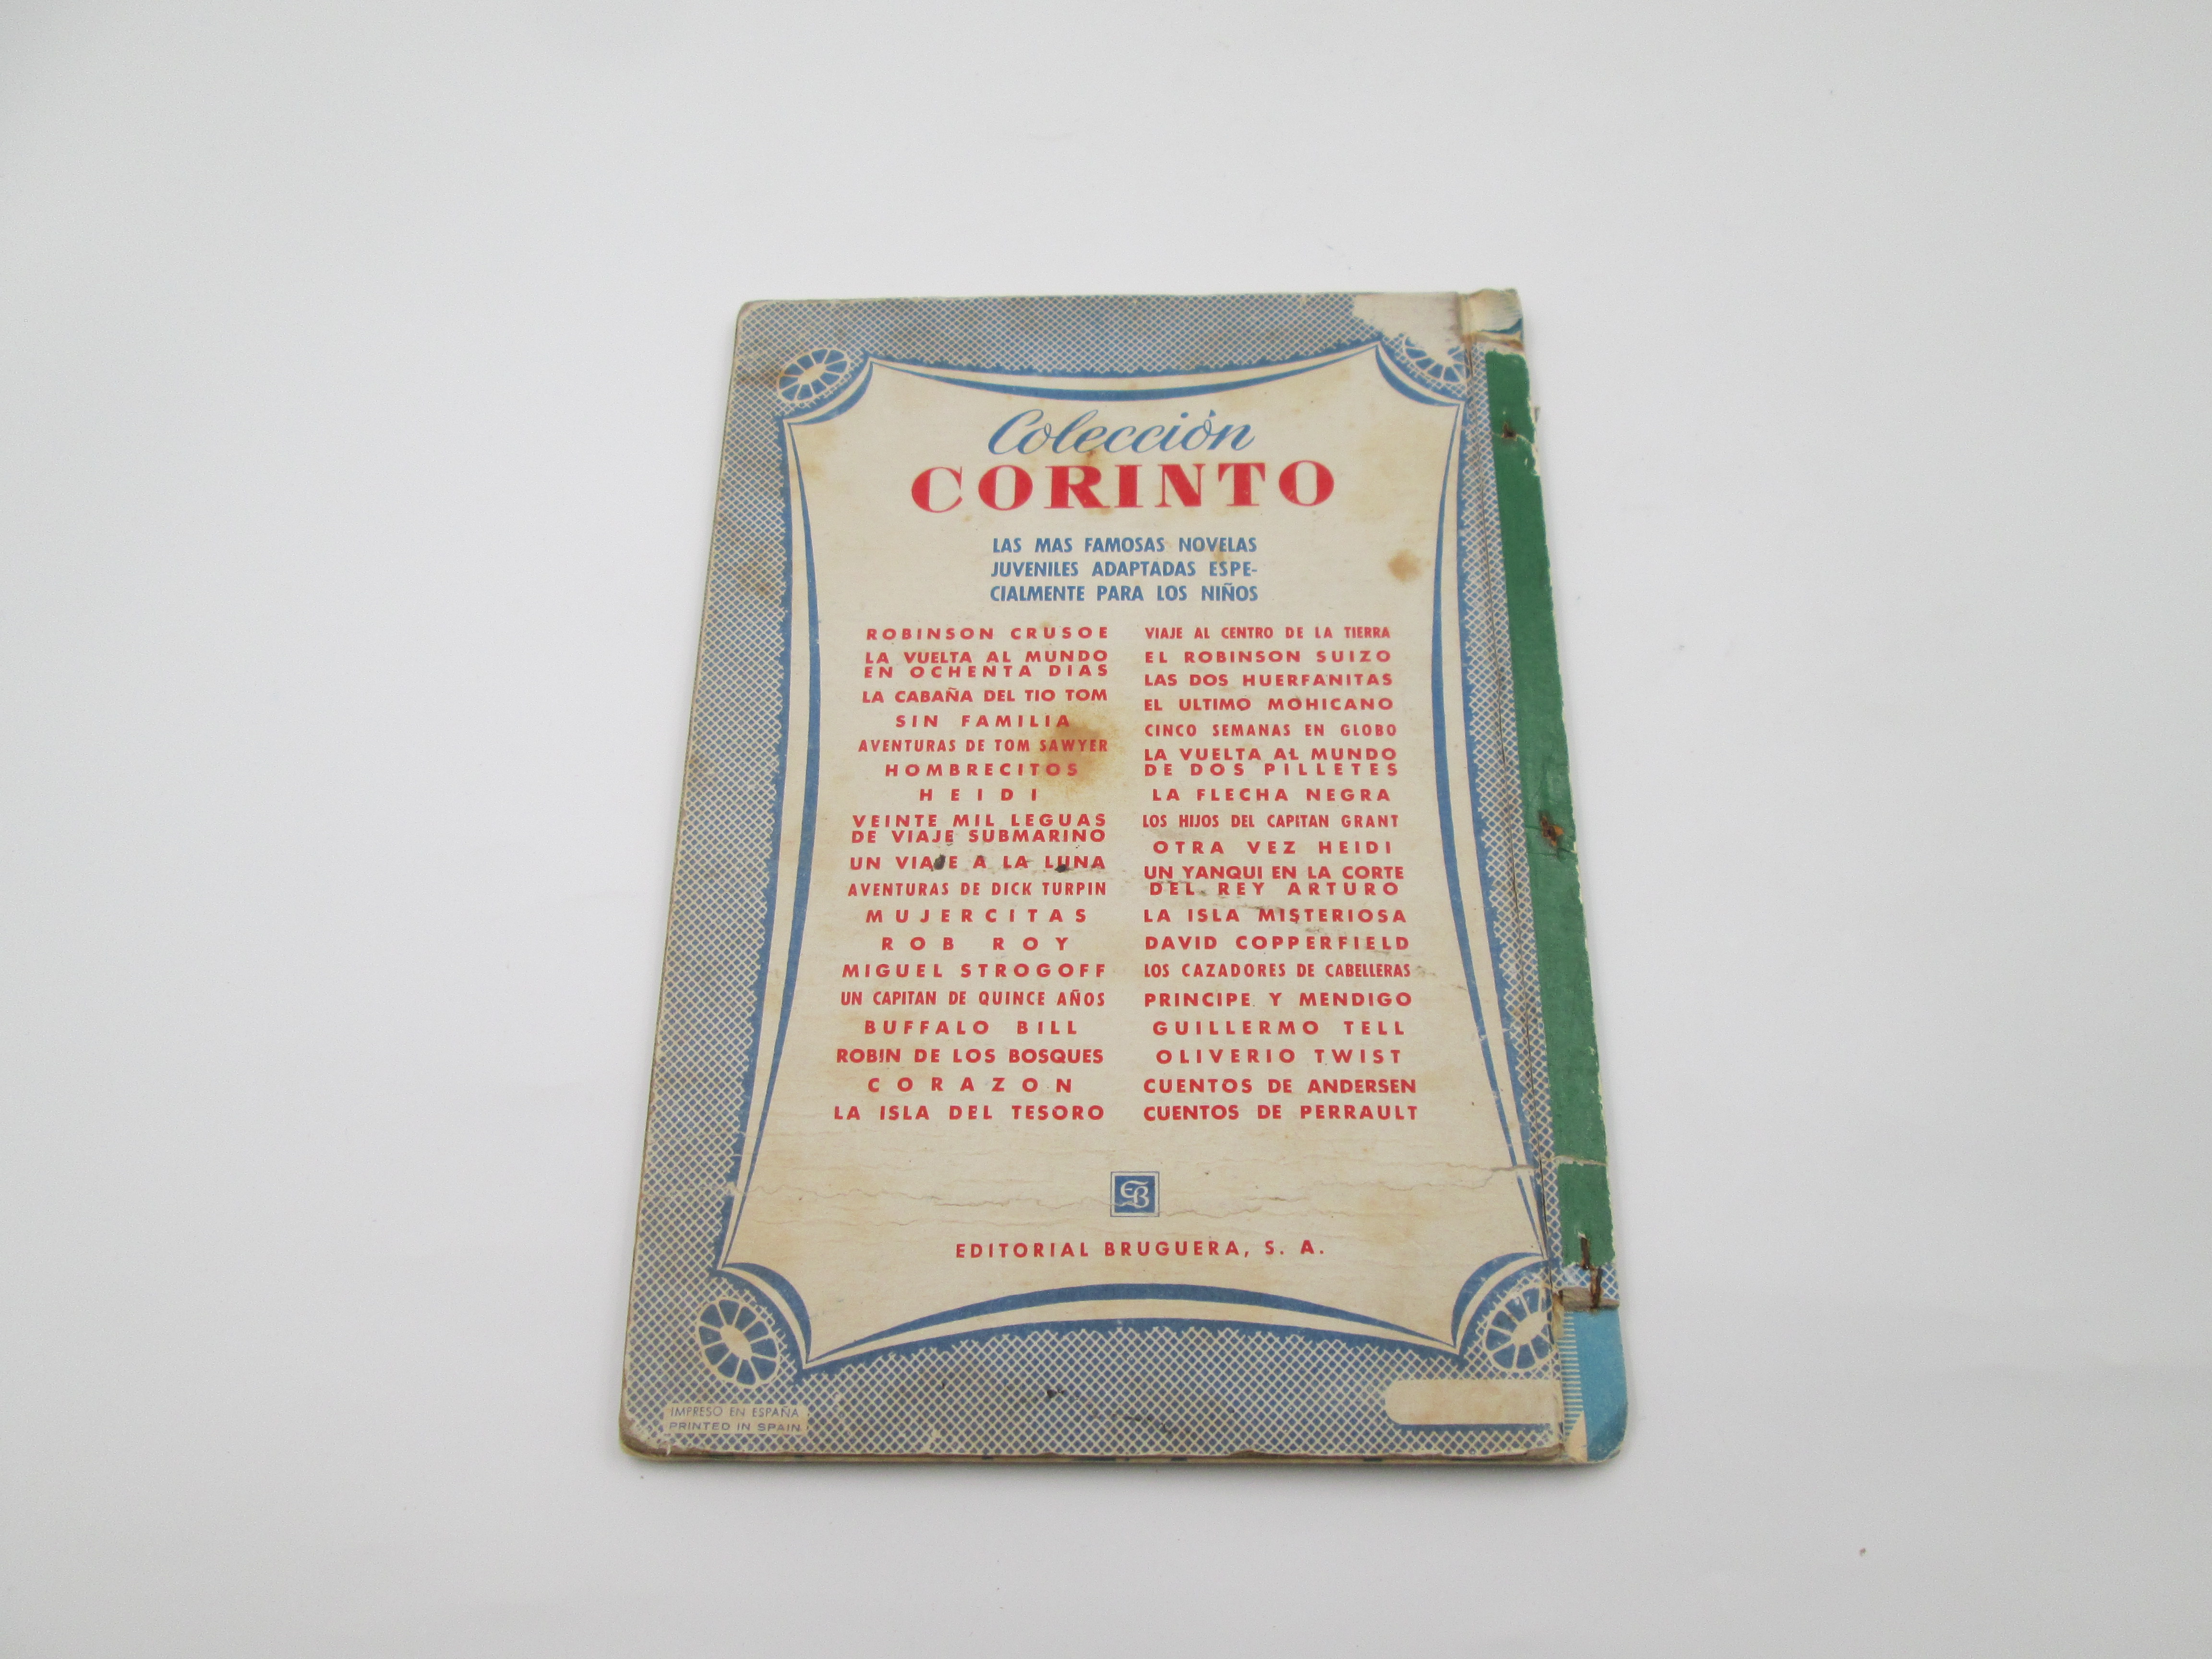 Colección
CORINTO
LAS MAS FAMOSAS NOVELAS
JUVENILES ADAPTADAS ESPE-
CIALMENTE PARA LOS NIÑOS
ROBINSON CRUSOE
LA VUELTA AL MUNDO
EN OCHENTA DIAS
LA CABAÑA DEL TIO TOM
SIN FAMILIA
AVENTURAS DE TOM SAWYER
HOMBRECITOS
HEIDI
VEINTE MIL LEGUAS
DE VIAJE SUBMARINO
UN VIAJE A LA LUNA
AVENTURAS DE DICK TURPIN
MUJERCITAS
ROB ROY
MIGUEL STROGOFF
UN CAPITAN DE QUINCE AÑOS
BUFFALO BILL
ROBIN DE LOS BOSQUES
CORAZON
LA ISLA DEL TESORO
VIAJE AL CENTRO DE LA TIERRA
EL ROBINSON SUIZO
LAS DOS HUERFANITAS
EL ULTIMO MOHICANO
CINCO SEMANAS EN GLOBO
LA VUELTA AL MUNDO
DE DOS PILLETES
LA FLECHA NEGRA
LOS HIJOS DEL CAPITAN GRANT
OTRA VEZ HEIDI
UN YANQUI EN LA CORTE
DEL REY ARTURO
LA ISLA MISTERIOSA
DAVID COPPERFIELD
LOS CAZADORES DE CABELLERAS
PRINCIPE Y MENDIGO
GUILLERMO TELL
OLIVERIO TWIST
CUENTOS DE ANDERSEN
CUENTOS DE PERRAULT
EB
EDITORIAL BRUGUERA, S. A.
IMPRESO EN ESPAÑA
PRINTED IN SPAIN